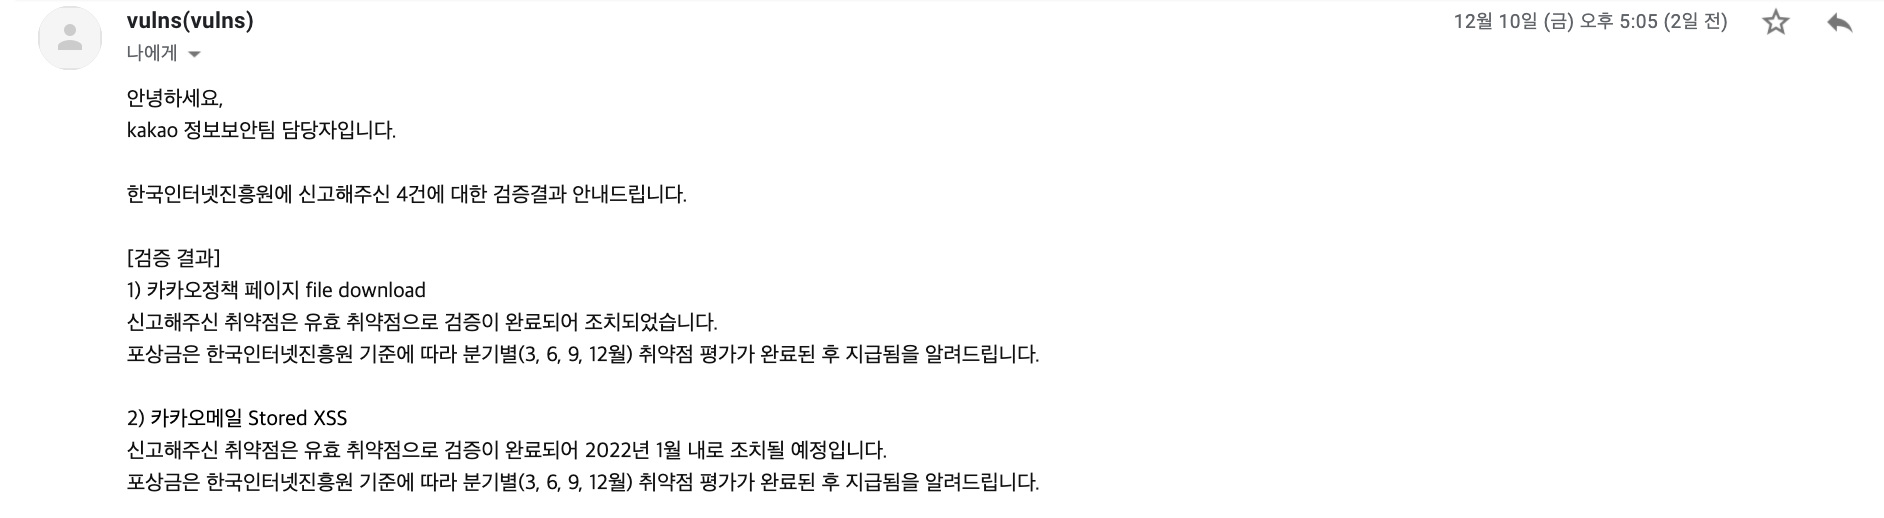 vulns(vulns)
12월 10일 (금) 오후 5:05 (2일 전)
나에게
안녕하세요,
kakao 정보보안팀 담당자입니다.
한국인터넷진흥원에 신고해주신 4건에 대한 검증결과 안내드립니다.
[검증 결과]
1) 카카오정책 페이지 file download
신고해주신 취약점은 유효 취약점으로 검증이 완료되어 조치되었습니다.
포상금은 한국인터넷진흥원 기준에 따라 분기별(3, 6, 9, 12월) 취약점 평가가 완료된 후 지급됨을 알려드립니다.
2) 카카오메일 Stored XSS
신고해주신 취약점은 유효 취약점으로 검증이 완료되어 2022년 1월 내로 조치될 예정입니다.
포상금은 한국인터넷진흥원 기준에 따라 분기별(3, 6, 9, 12월) 취약점 평가가 완료된 후 지급됨을 알려드립니다.